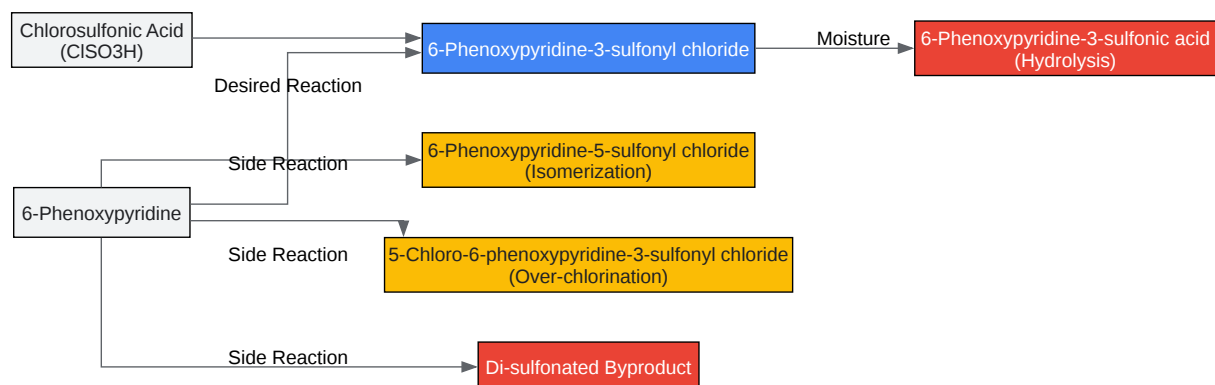 Chlorosulfonic Acid
(ClSO3H)
6-Phenoxypyridine-3-sulfonyl chloride
Moisture
6-Phenoxypyridine-3-sulfonic acid
(Hydrolysis)
Desired Reaction
Side Reaction
6-Phenoxypyridine-5-sulfonyl chloride
(Isomerization)
6-Phenoxypyridine
Side Reaction
5-Chloro-6-phenoxypyridine-3-sulfonyl chloride
(Over-chlorination)
Side Reaction
Di-sulfonated Byproduct